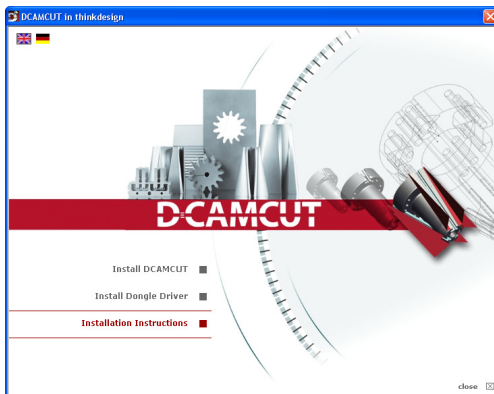 DCAMCUT in thinkdesign
D-CAMCUT
Install DCAMCUT
Install Dongle Driver
Installation Instructions
close